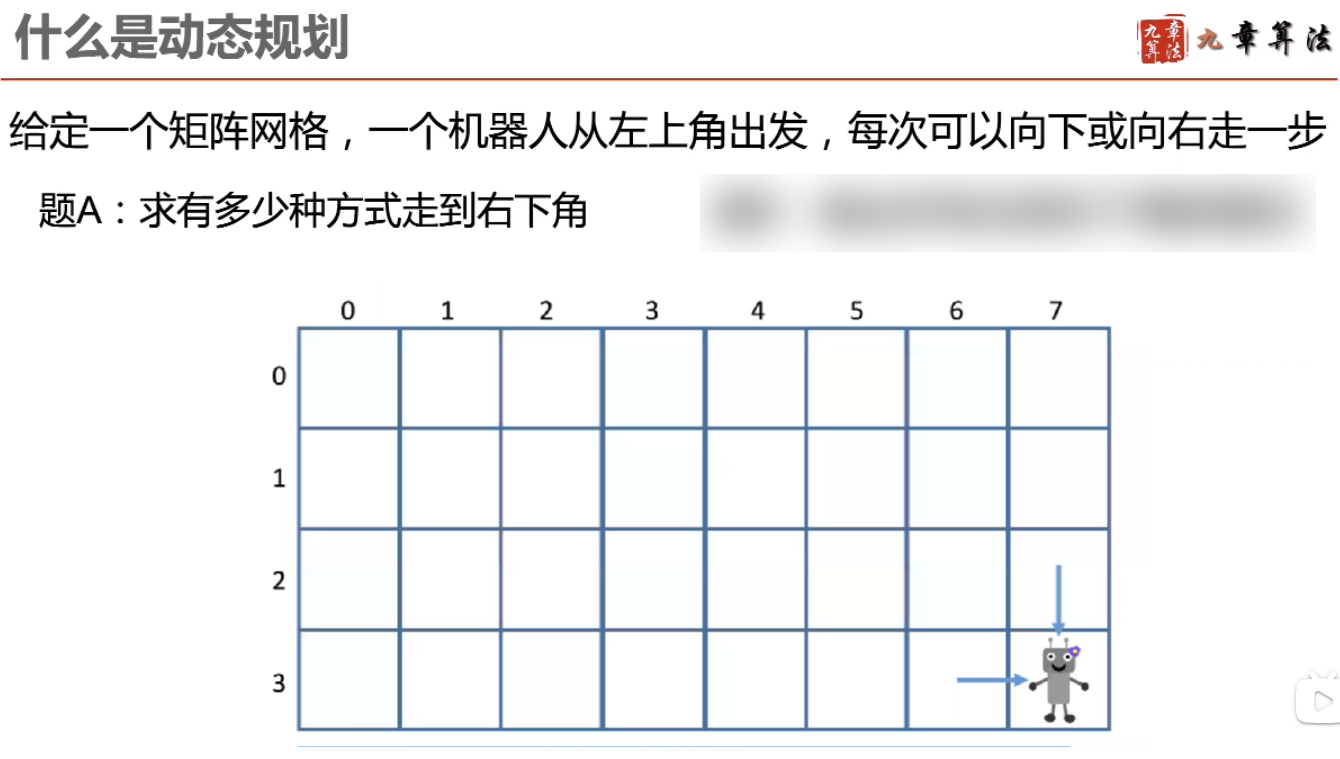 什么是动态规划
九章算法
九章算法
给定一个矩阵网格，一个机器人从左上角出发，每次可以向下或向右走一步
题A：求有多少种方式走到右下角
0 1 2 3 4 5 6 7
0
1
2
3